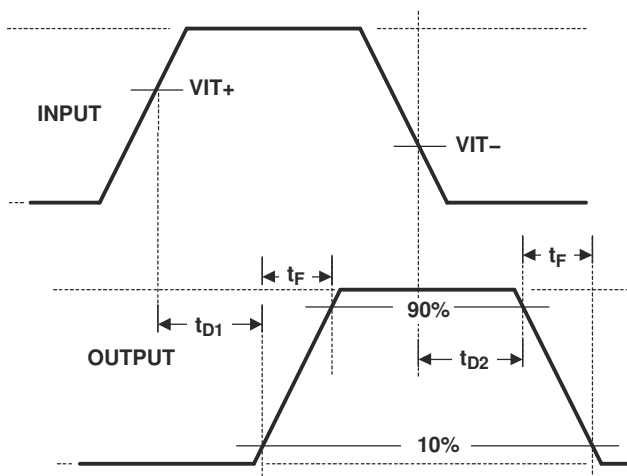 VIT+
INPUT
VIT−
tF
tF
90%
tD1
tD2
OUTPUT
10%